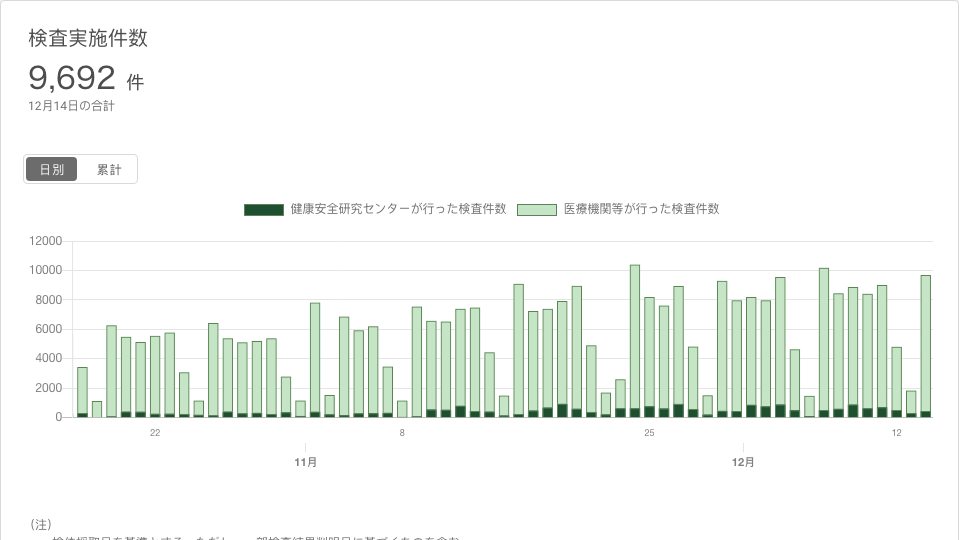 検査実施件数
9,692 件
12月14日の合計
日別 累計
健康安全研究センターが行った検査件数 医療機関等が行った検査件数
12000
10000
8000
6000
4000
2000
0
22 8 25 12
11月 12月
（注）